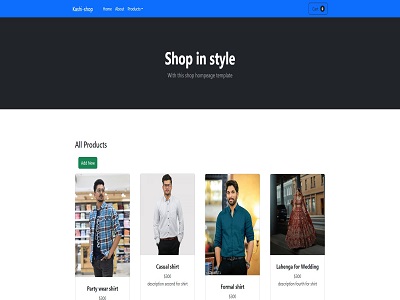 Kashi-shop
Home About Products
Cart 0
Shop in style
With this shop hompeage template
All Products
Add New
Party wear shirt
$300
Casual shirt
$300
description second for shirt
Formal shirt
$300
Lahenga for Wedding
$300
description fourth for shirt